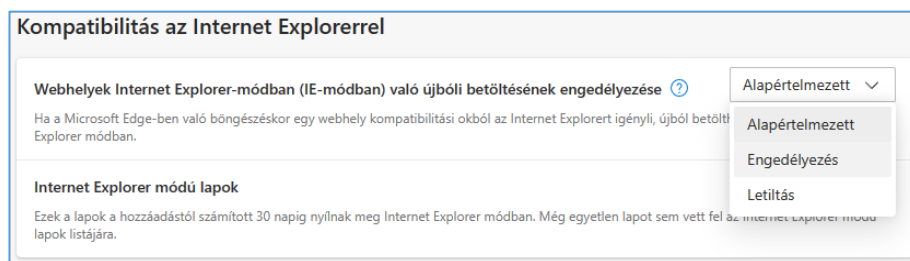 Kompatibilitás az Internet Explorerrel
Webhelyek Internet Explorer-módban (IE-módban) való újbóli betöltésének engedélyezése ?
Alapértelmezett
Ha a Microsoft Edge-ben való böngészéskor egy webhely kompatibilitási okból az Internet Explorert igényli, újból
Explorer módban.
Alapértelmezett
Engedélyezés
Letiltás
Internet Explorer módú lapok
Ezek a lapok a hozzáadástól számított 30 napig nyílnak meg Internet Explorer módban. Még egyetlen lapot sem vett fel az Internet Explorer módú
lapok listájára.